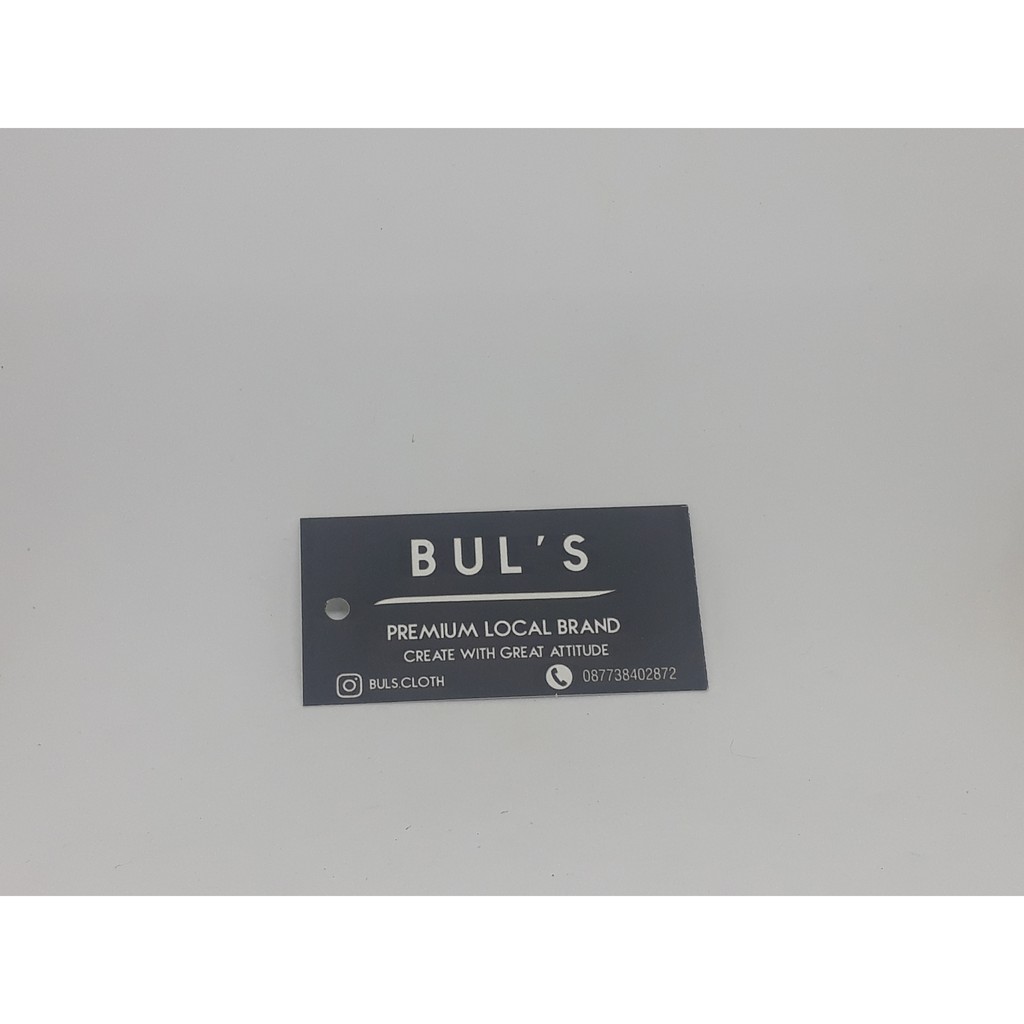 BUL'S
PREMIUM LOCAL BRAND
CREATE WITH GREAT ATTITUDE
BULS.CLOTH
087738402872